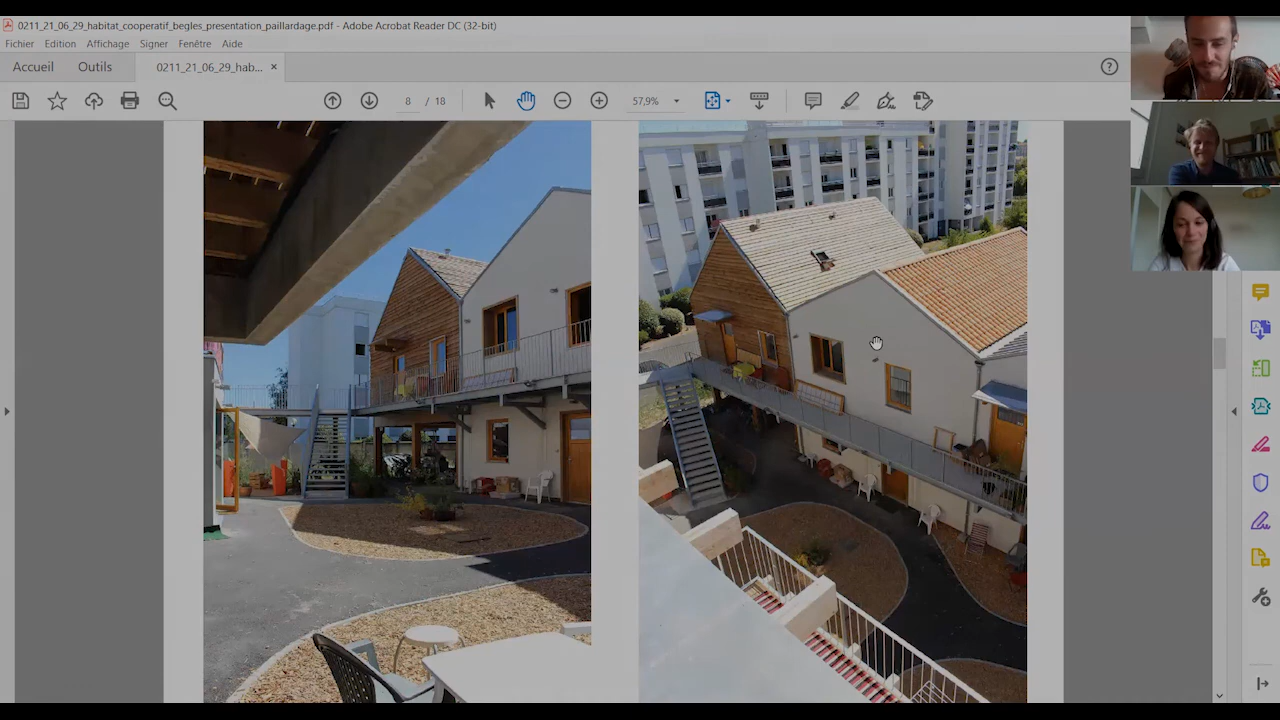 0211_21_06_29_habitat_cooperatif_begles_presentation_paillardage.pdf - Adobe Acrobat Reader DC (32-bit)
Fichier Edition Affichage Signer Fenêtre Aide
Accueil Outils 0211_21_06_29_hab... ×
8 / 18 57,9%